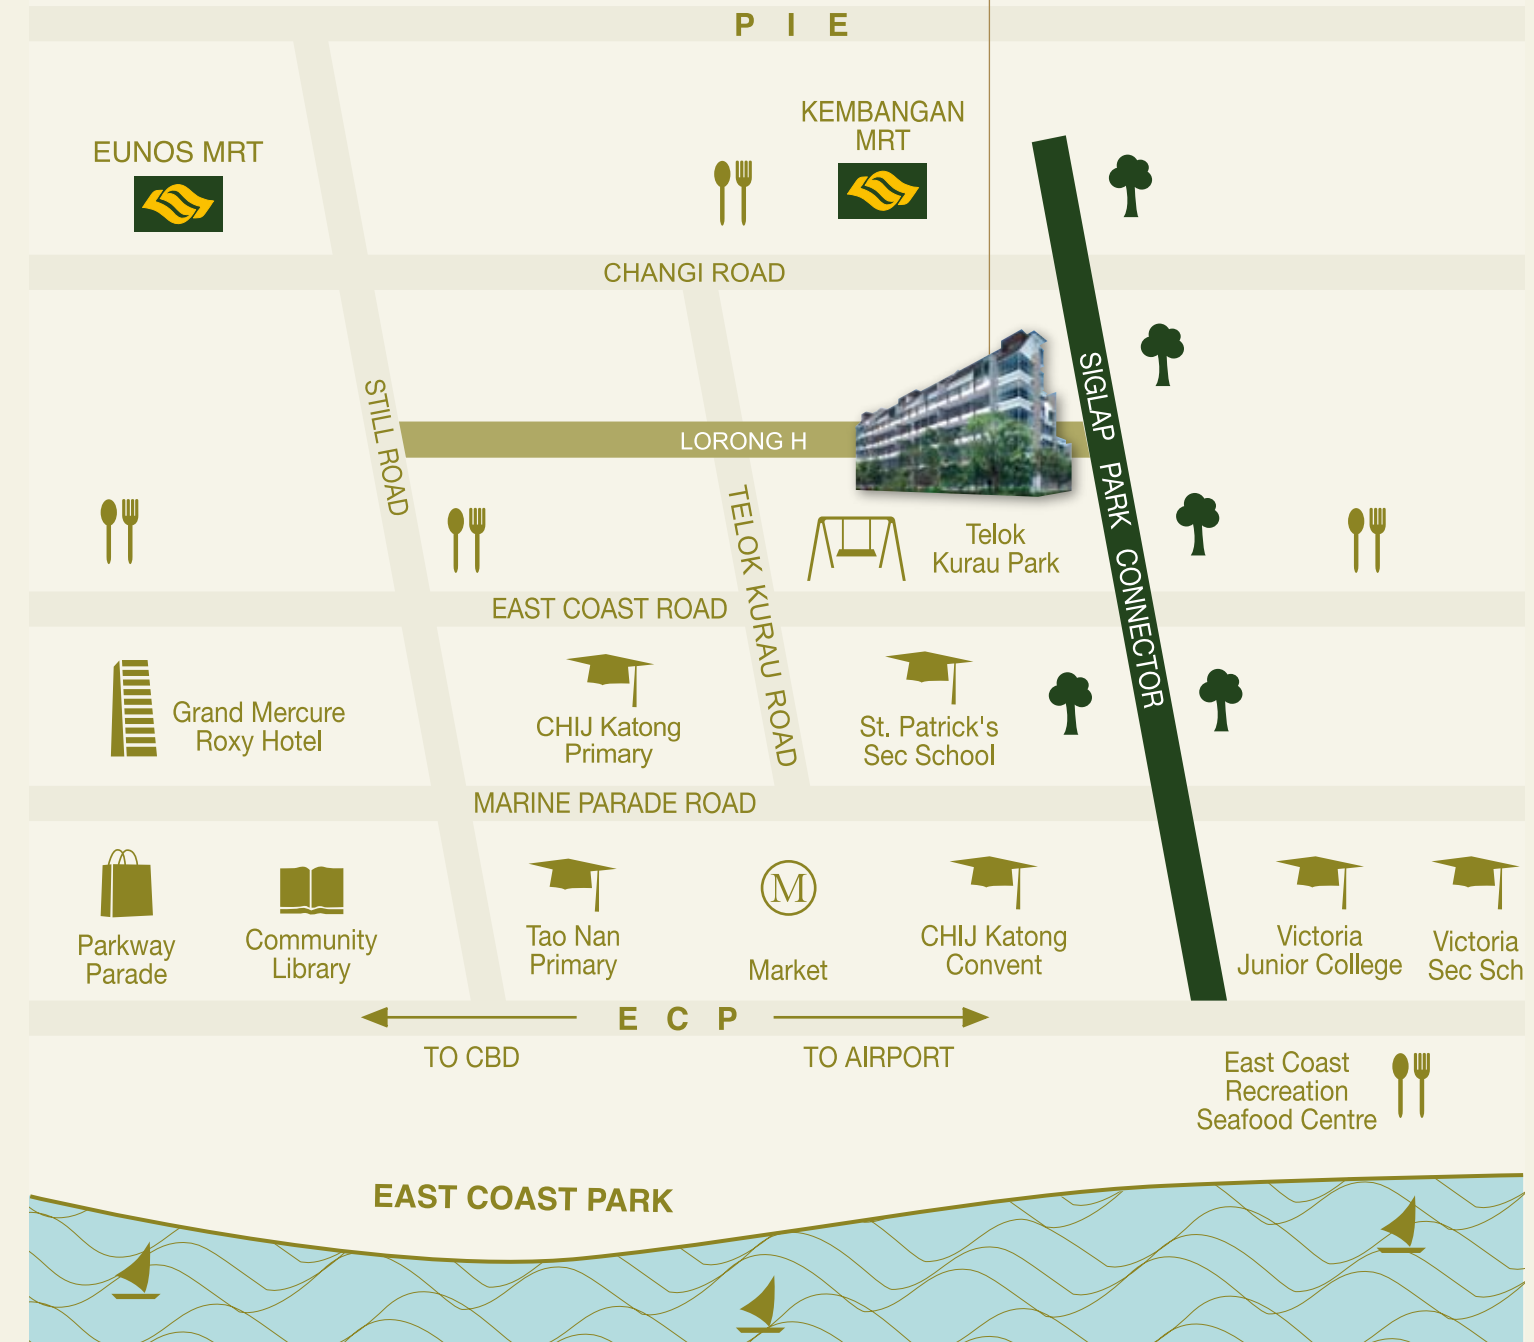 P I E
KEMBANGAN
MRT
EUNOS MRT
CHANGI ROAD
STILL ROAD
LORONG H
SIGLAP PARK CONNECTOR
TELOK KURAU ROAD
Telok
Kurau Park
EAST COAST ROAD
Grand Mercure
Roxy Hotel
CHIJ Katong
Primary
St. Patrick's
Sec School
MARINE PARADE ROAD
Parkway
Parade
Community
Library
Tao Nan
Primary
M
Market
CHIJ Katong
Convent
Victoria
Junior College
Victoria
Sec Sch
E C P
TO CBD
TO AIRPORT
East Coast
Recreation
Seafood Centre
EAST COAST PARK